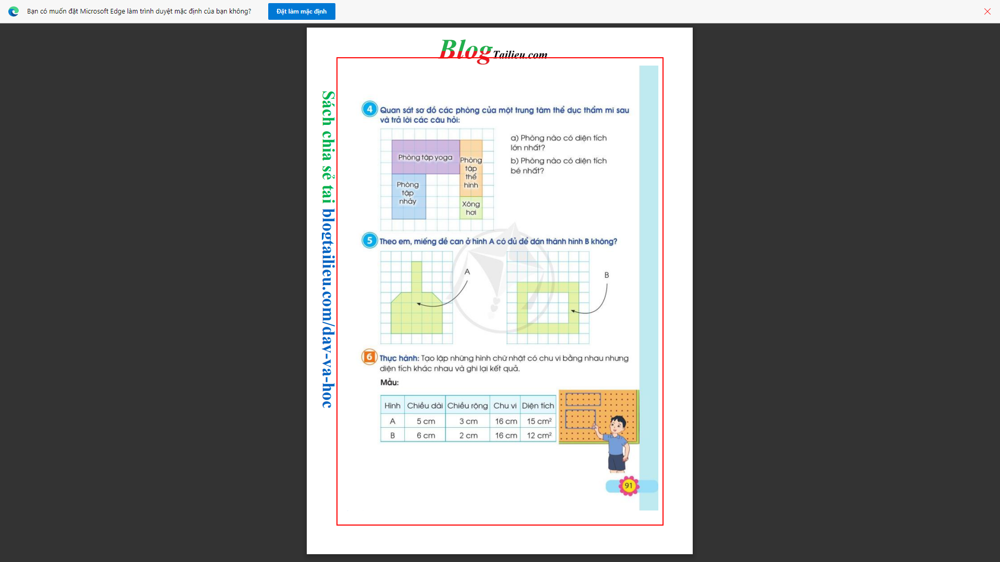 Bạn có muốn đặt Microsoft Edge làm trình duyệt mặc định của bạn không?
Đặt làm mặc định
Blog Tailieu.com
Sách chia sẻ tai blogtailieu.com/day-va-hoc
4 Quan sát sơ đồ các phòng của một trung tâm thể dục thẩm mĩ sau
và trả lời các câu hỏi:
Phòng tập yoga
Phòng
tập
thể
hình
Phòng
tập
nhảy
Xông
hơi
a) Phòng nào có diện tích
lớn nhất?
b) Phòng nào có diện tích
bé nhất?
5 Theo em, miếng đề can ở hình A có đủ để dán thành hình B không?
A
B
6 Thực hành: Tạo lập những hình chữ nhật có chu vi bằng nhau nhưng
diện tích khác nhau và ghi lại kết quả.
Mẫu:
Hình Chiều dài Chiều rộng Chu vi Diện tích
A 5 cm 3 cm 16 cm 15 cm²
B 6 cm 2 cm 16 cm 12 cm²
91